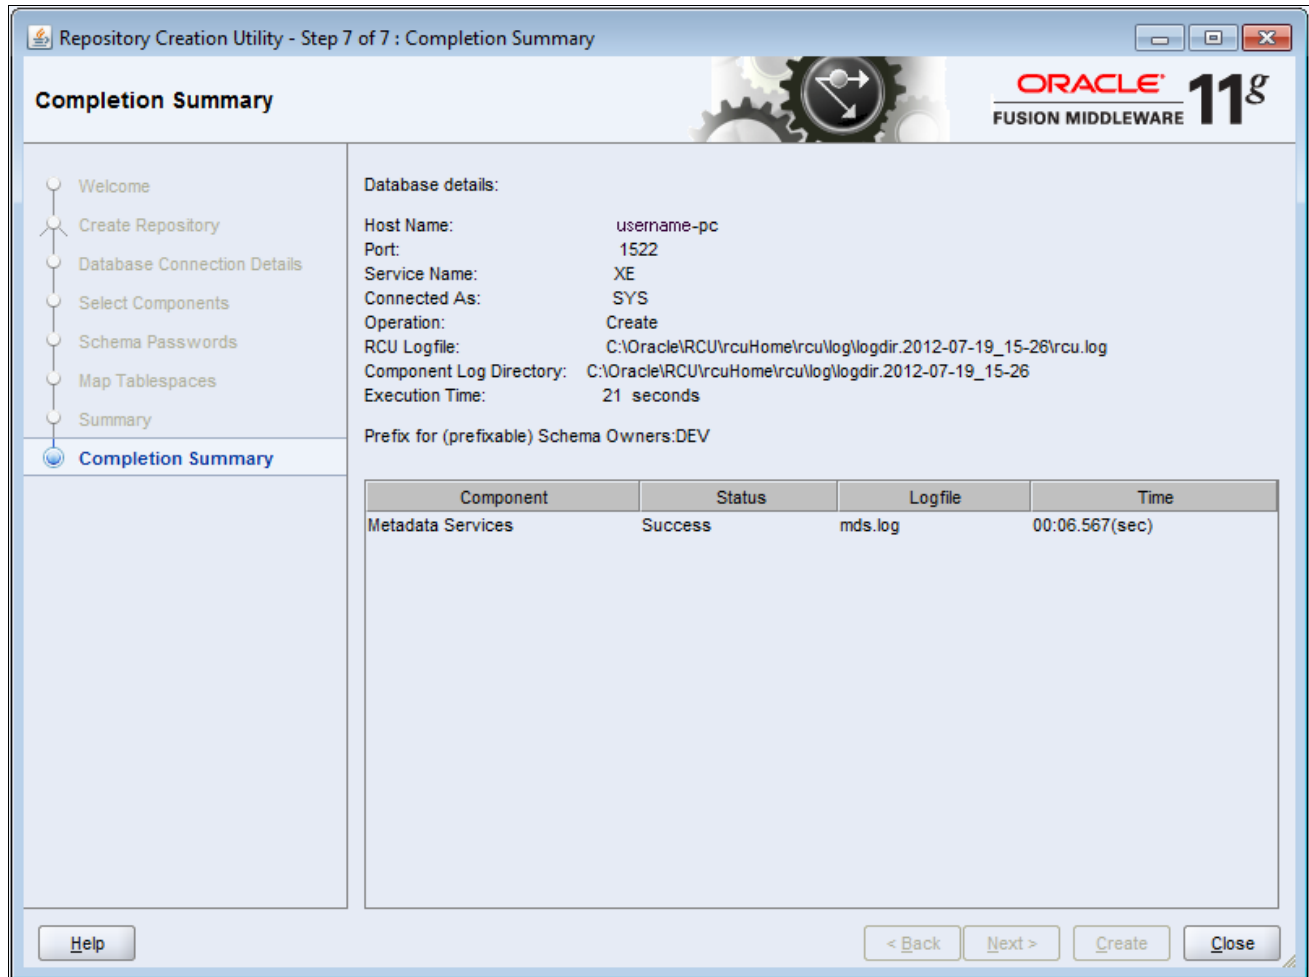 Repository Creation Utility - Step 7 of 7 : Completion Summary
Completion Summary
ORACLE
FUSION MIDDLEWARE
11g
Welcome
Create Repository
Database Connection Details
Select Components
Schema Passwords
Map Tablespaces
Summary
Completion Summary
Database details:
Host Name: username-pc
Port: 1522
Service Name: XE
Connected As: SYS
Operation: Create
RCU Logfile: C:\Oracle\RCU\rcuHome\rcu\log\logdir.2012-07-19_15-26\rcu.log
Component Log Directory: C:\Oracle\RCU\rcuHome\rcu\log\logdir.2012-07-19_15-26
Execution Time: 21 seconds
Prefix for (prefixable) Schema Owners:DEV
Component Status Logfile Time
Metadata Services Success mds.log 00:06.567(sec)
Help < Back Next > Create Close